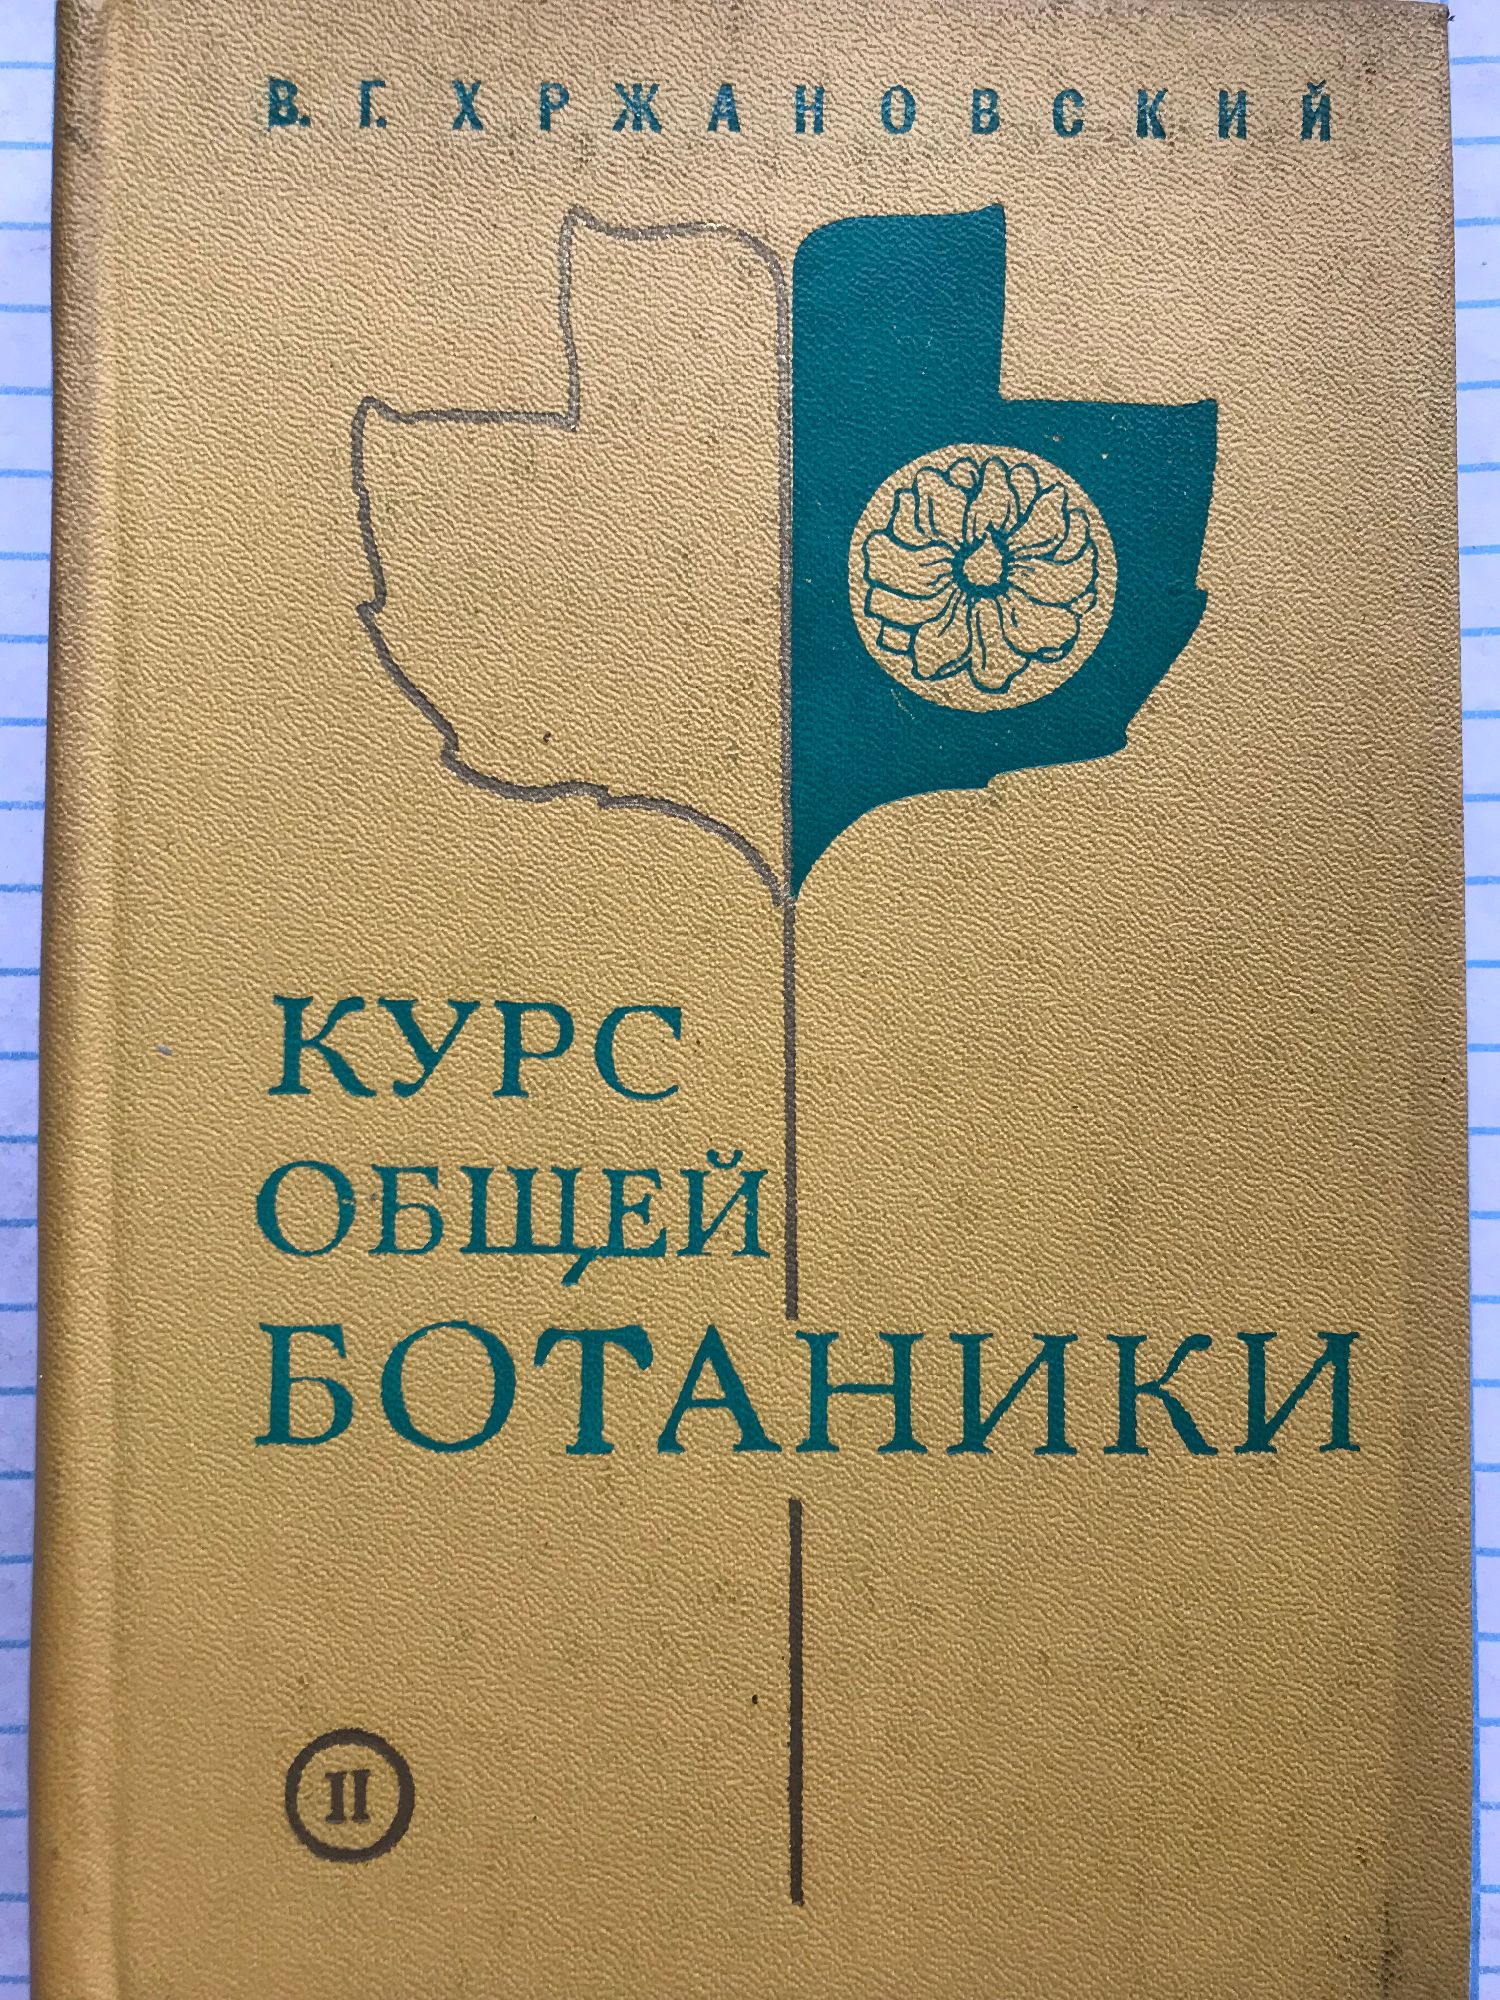 В. Г. ХРЖАНОВСКИЙ
КУРС
ОБЩЕЙ
БОТАНИКИ
II